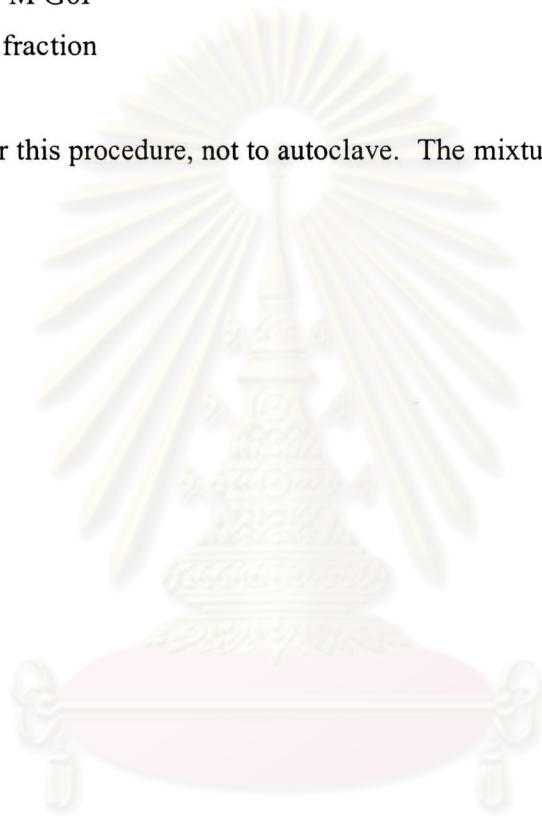 fraction
r this procedure, not to autoclave. The mixtu